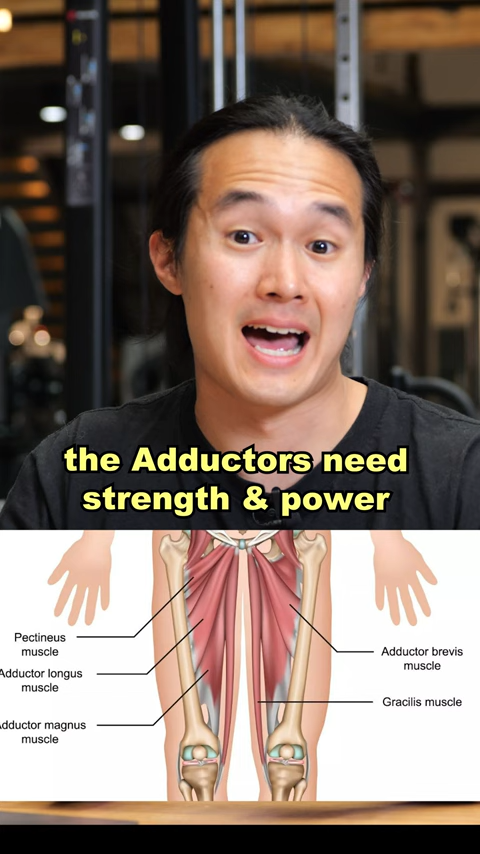 the Adductors need
strength & power
Pectineus
muscle
Adductor longus
muscle
Adductor magnus
muscle
Adductor brevis
muscle
Gracilis muscle